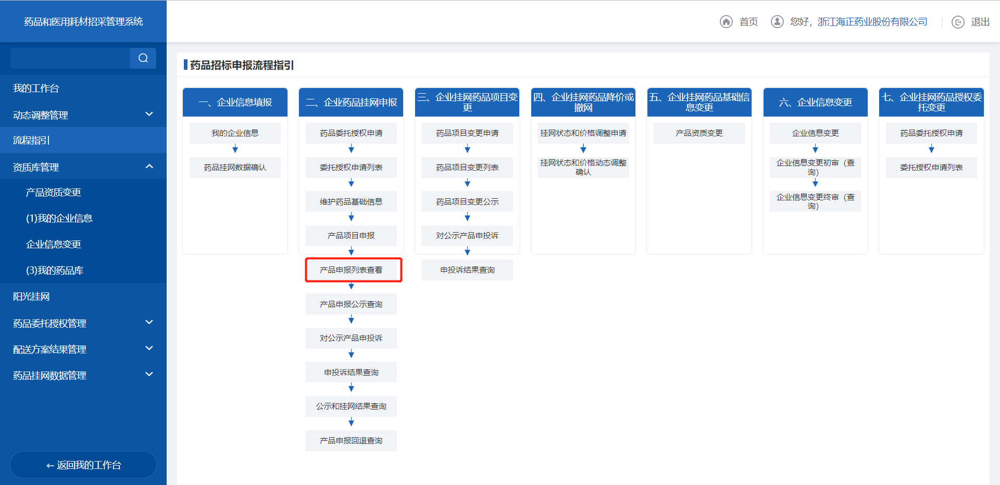 药品和医用耗材招采管理系统
首页
您好，浙江海正药业股份有限公司
退出
我的工作台
动态调整管理
流程指引
资质库管理
产品资质变更
(1)我的企业信息
企业信息变更
(3)我的药品库
阳光挂网
药品委托授权管理
配送方案结果管理
药品挂网数据管理
返回我的工作台
药品招标申报流程指引
一、企业信息填报
我的企业信息
药品挂网数据确认
二、企业药品挂网申报
药品委托授权申请
委托授权申请列表
维护药品基础信息
产品项目申报
产品申报列表查看
产品申报公示查询
对公示产品申投诉
申投诉结果查询
公示和挂网结果查询
产品申报回退查询
三、企业挂网药品项目变
更
药品项目变更申请
药品项目变更列表
药品项目变更公示
对公示产品申投诉
申投诉结果查询
四、企业挂网药品降价或
撤网
挂网状态和价格调整申请
挂网状态和价格动态调整
确认
五、企业挂网药品基础信
息变更
产品资质变更
六、企业信息变更
企业信息变更
企业信息变更初审（查
询）
企业信息变更终审（查
询）
七、企业挂网药品授权委
托变更
药品委托授权申请
委托授权申请列表